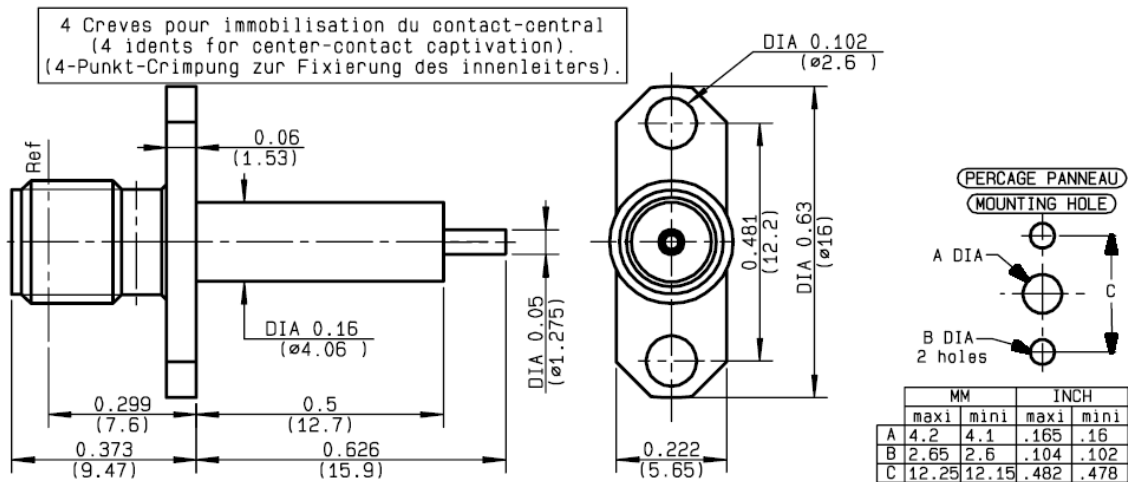 4 Creves pour immobilisation du contact-central
(4 idents for center-contact captivation).
(4-Punkt-Crimpung zur Fixierung des innenleiters).
DIA 0.102
(ø2.6 )
0.06
(1.53)
Ref
DIA 0.16
(ø4.06 )
DIA 0.05
(ø1.275)
0.299
(7.6)
0.5
(12.7)
0.373
(9.47)
0.626
(15.9)
0.481
(12.2)
DIA 0.63
(ø16)
0.222
(5.65)
PERCAGE PANNEAU
MOUNTING HOLE
A DIA
C
B DIA
2 holes
MM INCH
maxi mini maxi mini
A 4.2 4.1 .165 .16
B 2.65 2.6 .104 .102
C 12.25 12.15 .482 .478